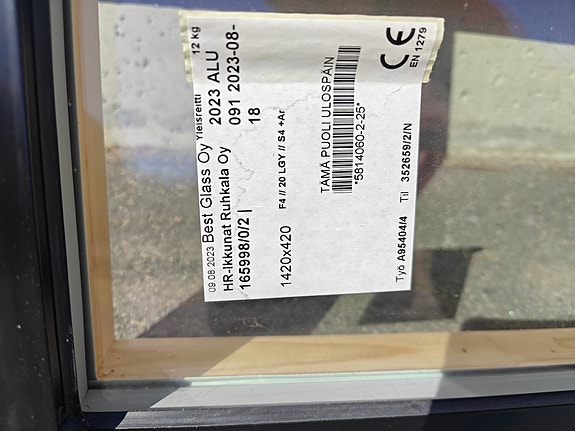 09.08.2023 Best Glass Oy Yleisreitti 12 kg
HR-Ikkunat Ruhkala Oy 2023 ALU
165998/0/2 | 091 2023-08-
18
1420x420 F4 // 20 LGY // S4 +Ar
TÄMÄ PUOLI ULOSPÄIN
*5814060-2-25*
CE
EN 1279
Työ A95404/4 Til 352659/2/N